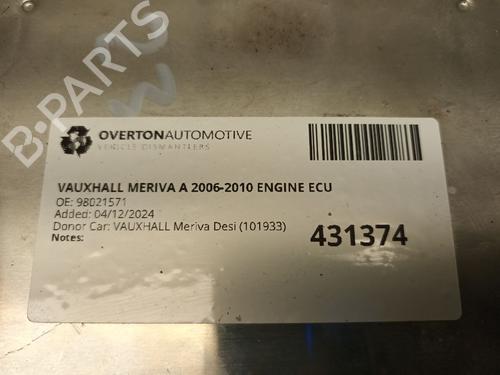 B-PARTS
OVERTONAUTOMOTIVE
VEHICLE DISMANTLERS
VAUXHALL MERIVA A 2006-2010 ENGINE ECU
OE: 98021571
Added: 04/12/2024
Donor Car: VAUXHALL Meriva Desi (101933)
Notes:
431374